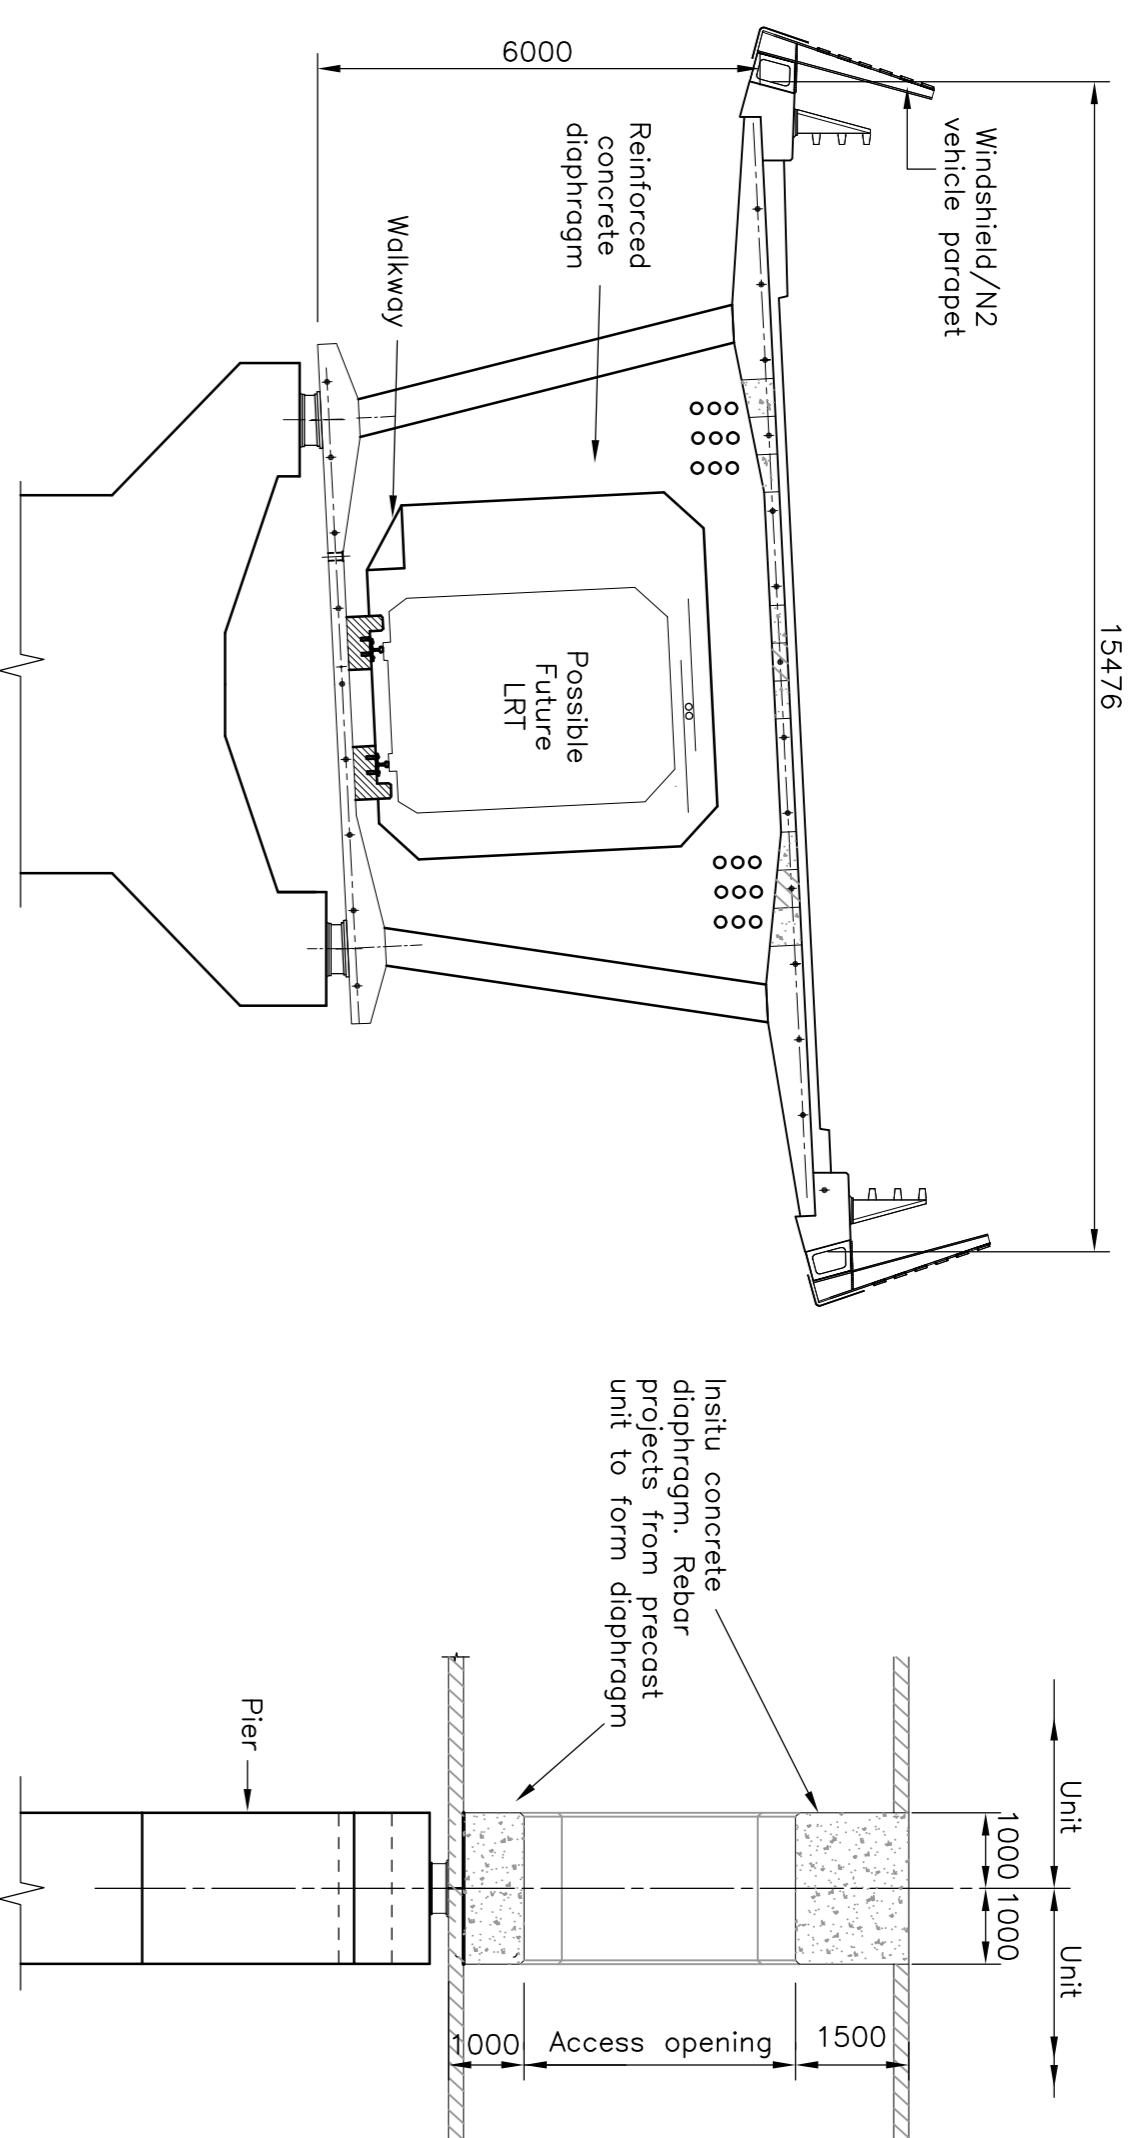 15476
Windshield/N2
vehicle parapet
6000
Reinforced
concrete
diaphragm
Walkway
Possible
Future
LRT
Unit
Unit
1000
1000
Insitu concrete
diaphragm. Rebar
projects from precast
unit to form diaphragm
1500
Access opening
1000
Pier